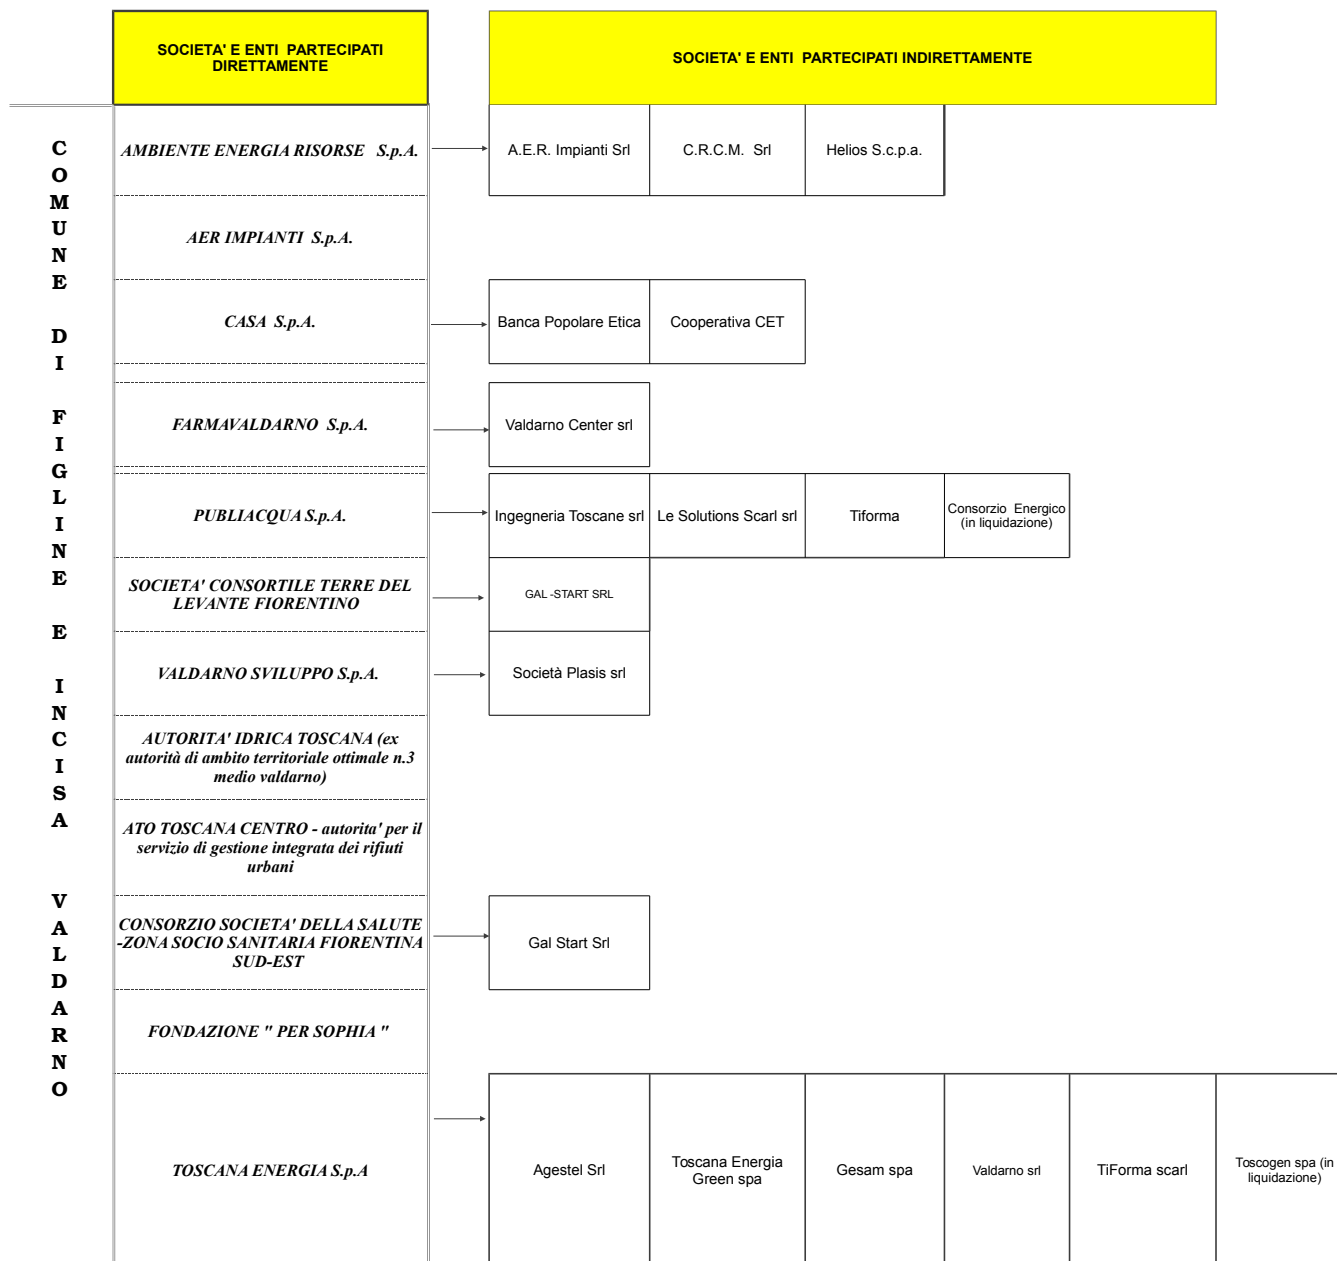 SOCIETA' E ENTI PARTECIPATI
DIRETTAMENTE
SOCIETA' E ENTI PARTECIPATI INDIRETTAMENTE
COMUNE DI FIGLINE E INCISA VALDARNO
AMBIENTE ENERGIA RISORSE S.p.A.
A.E.R. Impianti Srl
C.R.C.M. Srl
Helios S.c.p.a.
AER IMPIANTI S.p.A.
CASA S.p.A.
Banca Popolare Etica
Cooperativa CET
FARMAVALDARNO S.p.A.
Valdarno Center srl
PUBLIACQUA S.p.A.
Ingegneria Toscane srl
Le Solutions Scarl srl
Tiforma
Consorzio Energico
(in liquidazione)
SOCIETA' CONSORTILE TERRE DEL
LEVANTE FIORENTINO
GAL -START SRL
VALDARNO SVILUPPO S.p.A.
Società Plasis srl
AUTORITA' IDRICA TOSCANA (ex
autorità di ambito territoriale ottimale n.3
medio valdarno)
ATO TOSCANA CENTRO - autorita' per il
servizio di gestione integrata dei rifiuti
urbani
CONSORZIO SOCIETA' DELLA SALUTE
-ZONA SOCIO SANITARIA FIORENTINA
SUD-EST
Gal Start Srl
FONDAZIONE " PER SOPHIA "
TOSCANA ENERGIA S.p.A
Agestel Srl
Toscana Energia
Green spa
Gesam spa
Valdarno srl
TiForma scarl
Toscogen spa (in
liquidazione)